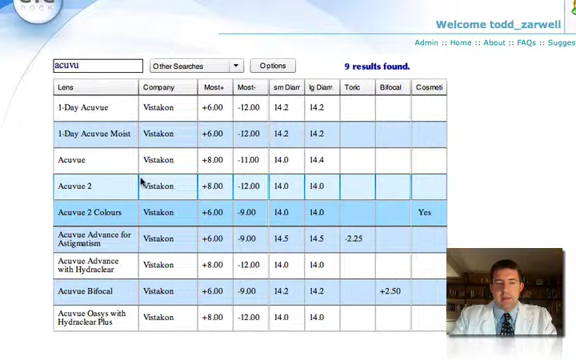 Welcome todd_zarwell
Admin :: Home :: About :: FAQs :: Sugges
acuvu
Other Searches
Options
9 results found.
Lens Company Most+ Most- sm Diam lg Diam Toric Bifocal Cosmeti
1-Day Acuvue Vistakon +6.00 -12.00 14.2 14.2
1-Day Acuvue Moist Vistakon +6.00 -12.00 14.2 14.2
Acuvue Vistakon +8.00 -11.00 14.0 14.4
Acuvue 2 Vistakon +8.00 -12.00 14.0 14.0
Acuvue 2 Colours Vistakon +6.00 -9.00 14.0 14.0 Yes
Acuvue Advance for
Astigmatism Vistakon +6.00 -9.00 14.5 14.5 -2.25
Acuvue Advance
with Hydraclear Vistakon +8.00 -12.00 14.0 14.0
Acuvue Bifocal Vistakon +6.00 -9.00 14.2 14.2 +2.50
Acuvue Oasys with
Hydraclear Plus Vistakon +8.00 -12.00 14.0 14.0